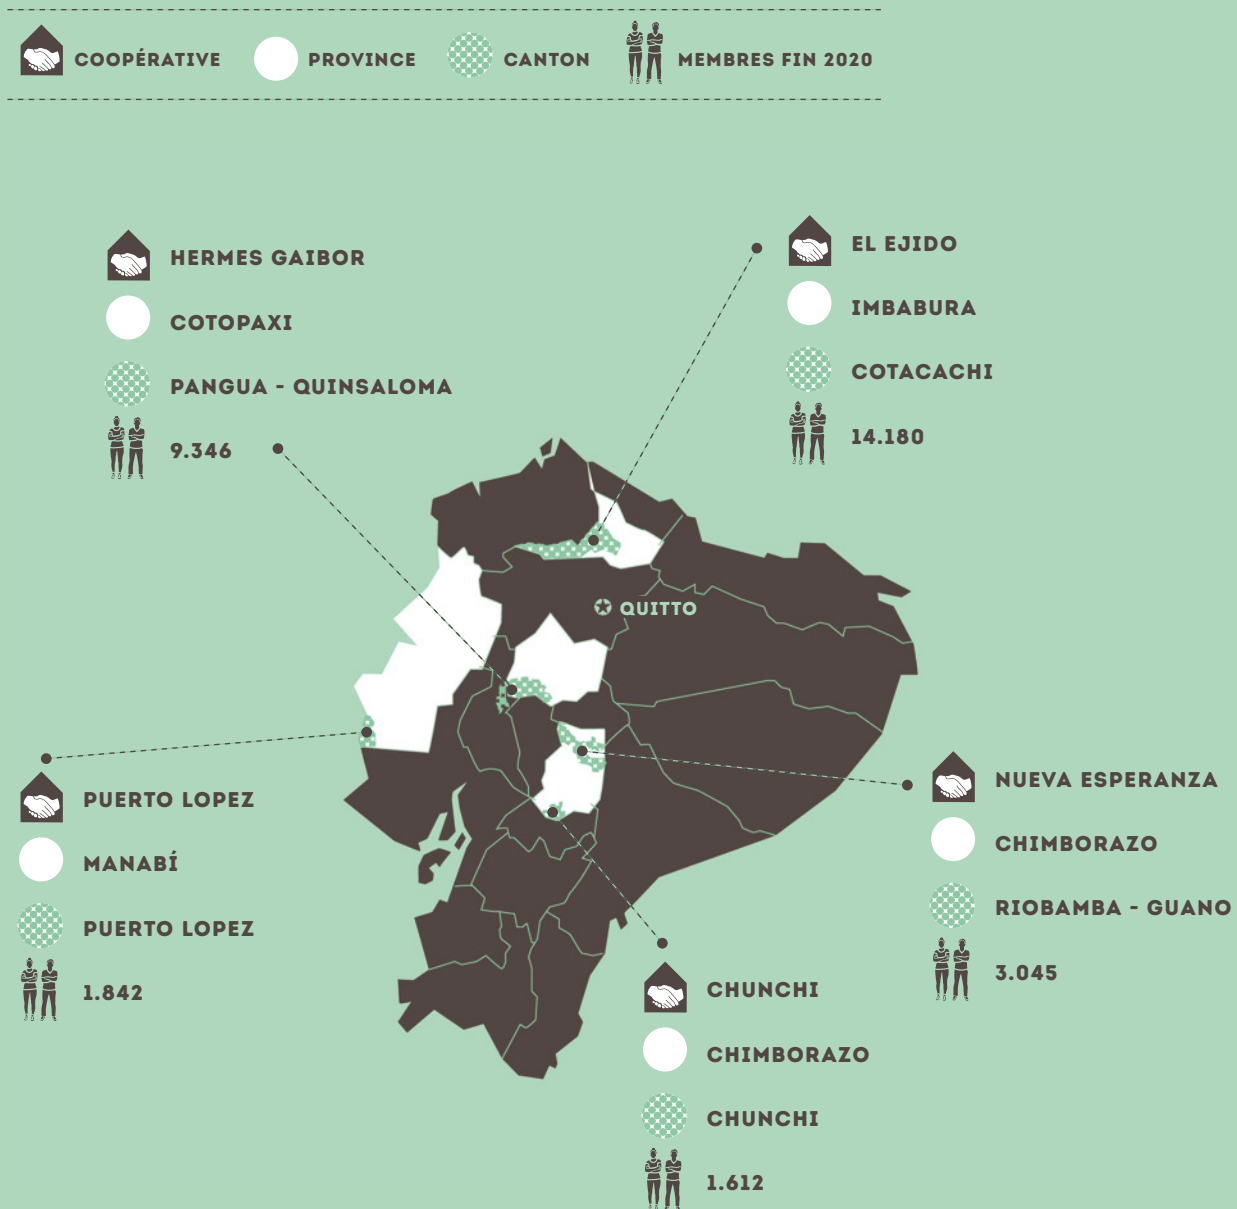 COOPÉRATIVE PROVINCE CANTON MEMBRES FIN 2020
HERMES GAIBOR
COTOPAXI
PANGUA - QUINSALOMA
9.346
EL EJIDO
IMBABURA
COTACACHI
14.180
QUITTO
PUERTO LOPEZ
MANABÍ
PUERTO LOPEZ
1.842
NUEVA ESPERANZA
CHIMBORAZO
RIOBAMBA - GUANO
3.045
CHUNCHI
CHIMBORAZO
CHUNCHI
1.612